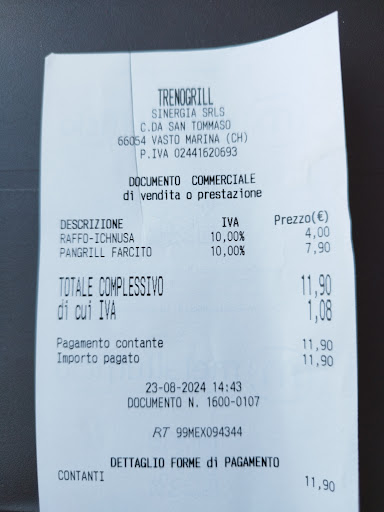 TRENOGRILL
SINERGIA SRLS
C.DA SAN TOMMASO
66054 VASTO MARINA (CH)
P.IVA 02441620693
DOCUMENTO COMMERCIALE
di vendita o prestazione
DESCRIZIONE IVA Prezzo(€)
RAFFO-ICHNUSA 10,00% 4,00
PANGRILL FARCITO 10,00% 7,90
TOTALE COMPLESSIVO 11,90
di cui IVA 1,08
Pagamento contante 11,90
Importo pagato 11,90
23-08-2024 14:43
DOCUMENTO N. 1600-0107
RT 99MEX094344
DETTAGLIO FORME di PAGAMENTO
CONTANTI 11,90